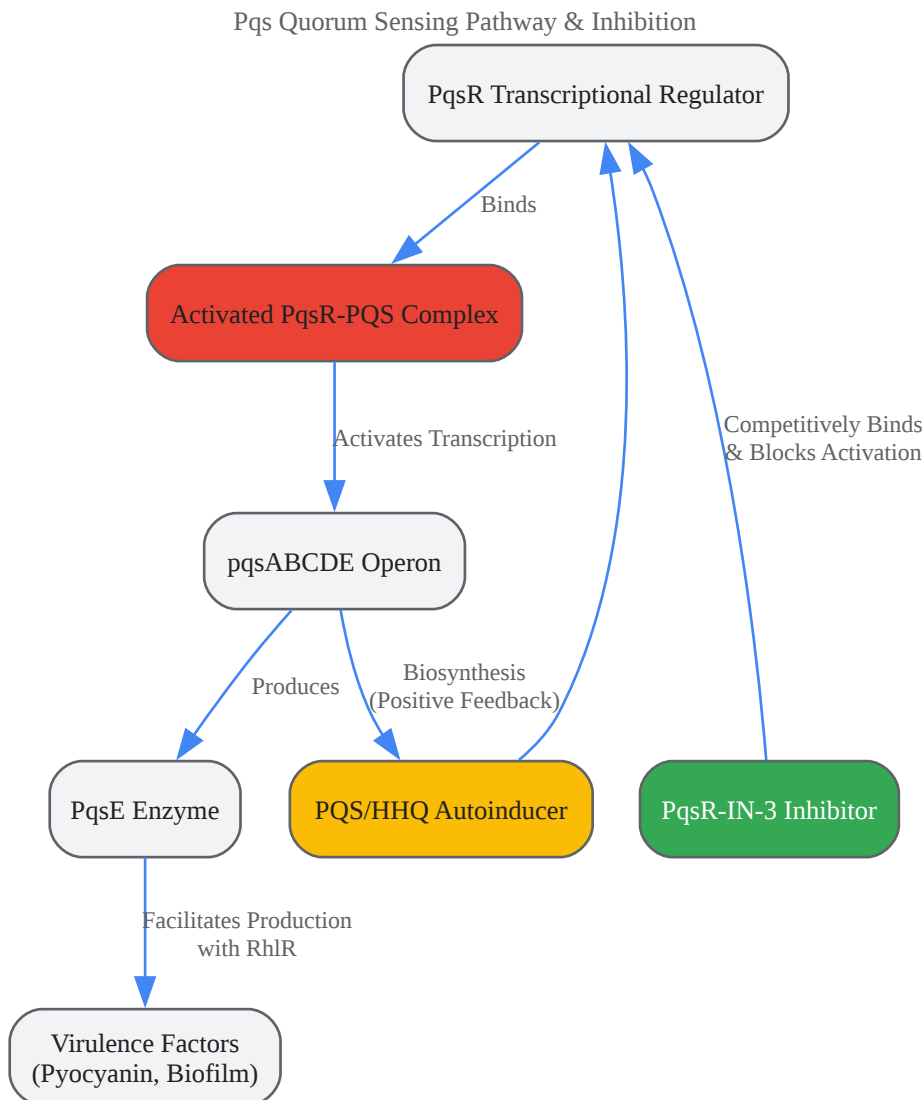 Pqs Quorum Sensing Pathway & Inhibition
PqsR Transcriptional Regulator
Binds
Activated PqsR-PQS Complex
Competitively Binds
& Blocks Activation
Activates Transcription
pqsABCDE Operon
Produces
Biosynthesis
(Positive Feedback)
PqsE Enzyme
PQS/HHQ Autoinducer
PqsR-IN-3 Inhibitor
Facilitates Production
with RhlR
Virulence Factors
(Pyocyanin, Biofilm)